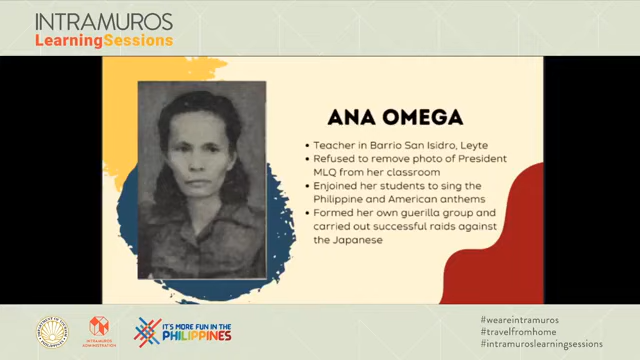 INTRAMUROS
LearningSessions
ANA OMEGA
• Teacher in Barrio San Isidro, Leyte
• Refused to remove photo of President
MLQ from her classroom
• Enjoined her students to sing the
Philippine and American anthems
• Formed her own guerilla group and
carried out successful raids against
the Japanese
INTRAMUROS
ADMINISTRATION
IT'S MORE FUN IN THE
PHILIPPINES
#weareintramuros
#travelfromhome
#intramuroslearningsessions